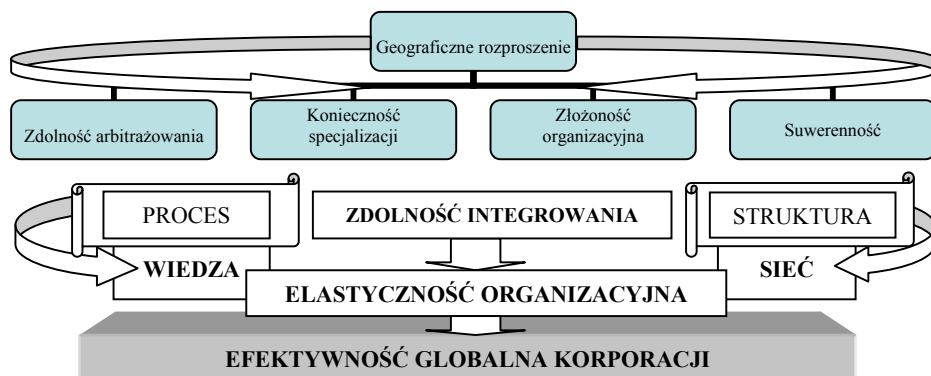 Geograficzne rozproszenie
Zdolność arbitrażowania
Konieczność
specjalizacji
Złożoność
organizacyjna
Suwerenność
PROCES
ZDOLNOŚĆ INTEGROWANIA
STRUKTURA
WIEDZA
SIEĆ
ELASTYCZNOŚĆ ORGANIZACYJNA
EFEKTYWNOŚĆ GLOBALNA KORPORACJI